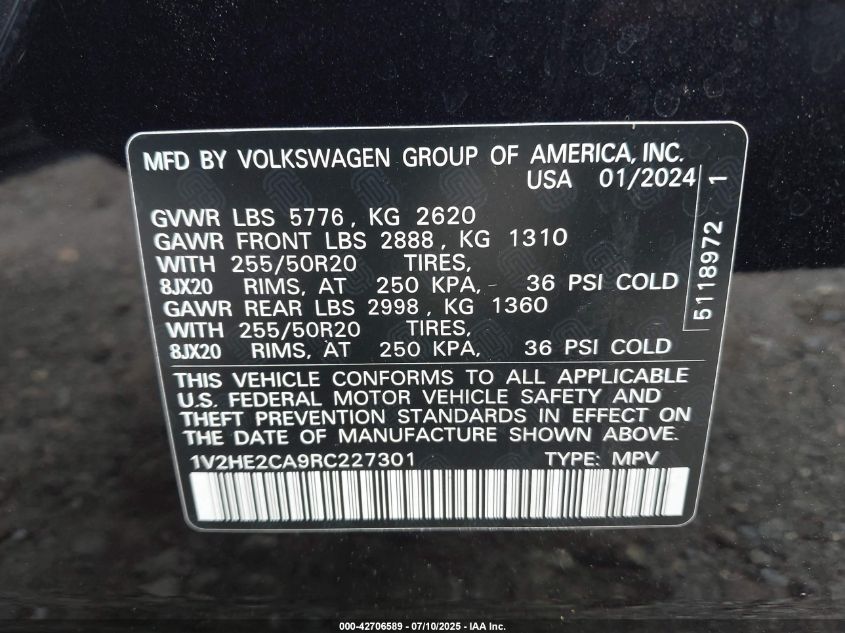 MFD BY VOLKSWAGEN GROUP OF AMERICA, INC.
USA 01/2024
GVWR LBS 5776, KG 2620
GAWR FRONT LBS 2888, KG 1310
WITH 255/50R20 TIRES,
8JX20 RIMS, AT 250 KPA, 36 PSI COLD
GAWR REAR LBS 2998, KG 1360
WITH 255/50R20 TIRES,
8JX20 RIMS, AT 250 KPA, 36 PSI COLD
5118972 1
THIS VEHICLE CONFORMS TO ALL APPLICABLE
U.S. FEDERAL MOTOR VEHICLE SAFETY AND
THEFT PREVENTION STANDARDS IN EFFECT ON
THE DATE OF MANUFACTURE SHOWN ABOVE.
1V2HE2CA9RC227301 TYPE: MPV
000-42706589 - 07/10/2025 - IAA Inc.